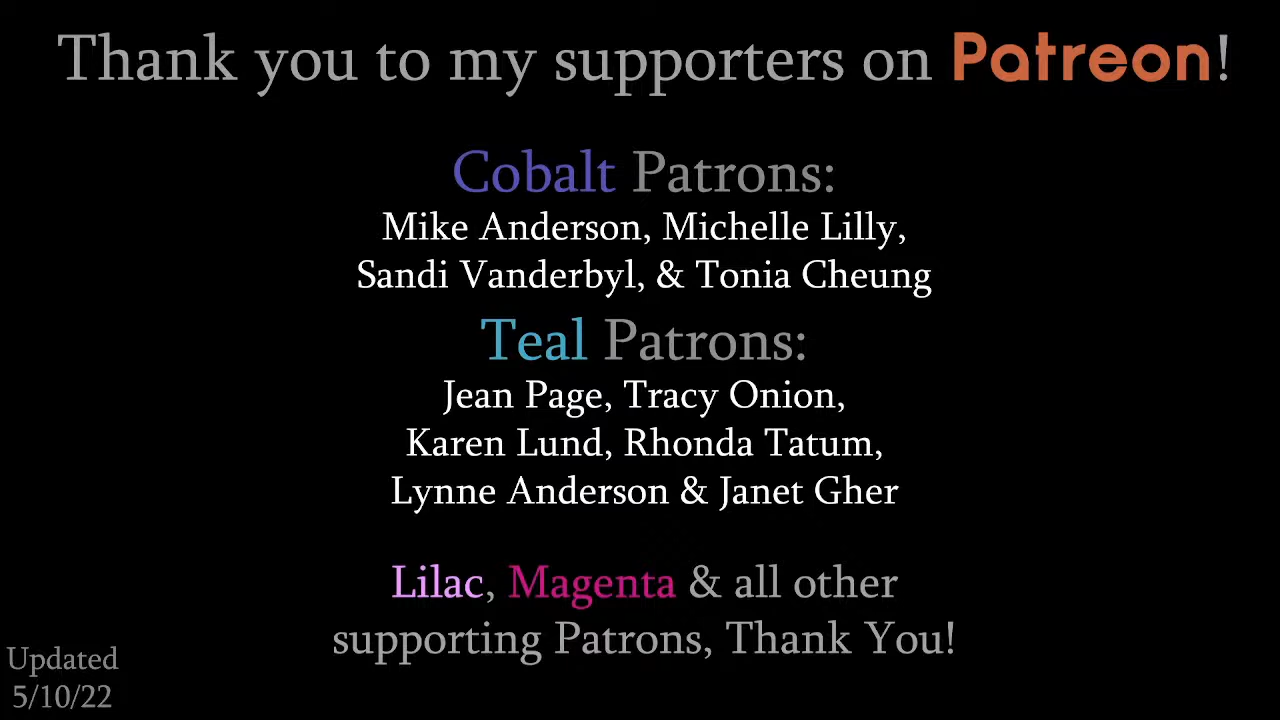 Thank you to my supporters on Patreon!
Cobalt Patrons:
Mike Anderson, Michelle Lilly,
Sandi Vanderbyl, & Tonia Cheung
Teal Patrons:
Jean Page, Tracy Onion,
Karen Lund, Rhonda Tatum,
Lynne Anderson & Janet Gher
Lilac, Magenta & all other
supporting Patrons, Thank You!
Updated
5/10/22